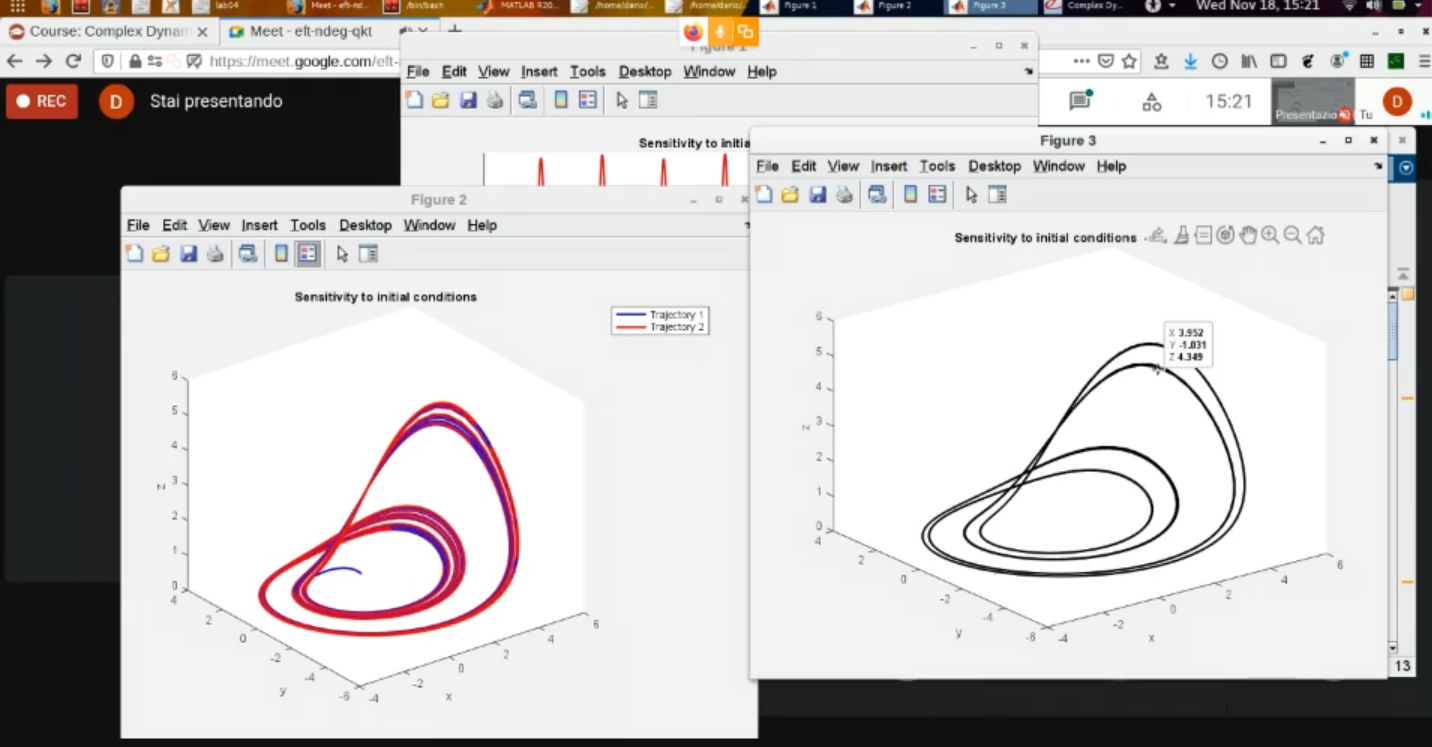 lab04
Meet - eft-nd...
/bin/bash
MATLAB R20...
/home/dario/...
/home/dario/...
Figure 1
Figure 2
Figure 3
Complex Dy...
Wed Nov 18, 15:21
Course: Complex Dynam
Meet - eft-ndeg-qkt
https://meet.google.com/eft-
REC
D
Stai presentando
15:21
Presentazio
Tu
D
Figure 1
File Edit View Insert Tools Desktop Window Help
Sensitivity to initia
Figure 2
File Edit View Insert Tools Desktop Window Help
Sensitivity to initial conditions
Trajectory 1
Trajectory 2
6
5
4
3
2
1
0
z
4
2
0
-2
-4
-6
y
-4
-2
0
2
4
6
x
Figure 3
File Edit View Insert Tools Desktop Window Help
Sensitivity to initial conditions
X 3.952
Y -1.031
Z 4.349
6
5
4
3
2
1
0
z
4
2
0
-2
-4
-6
y
-4
-2
0
2
4
6
x
13